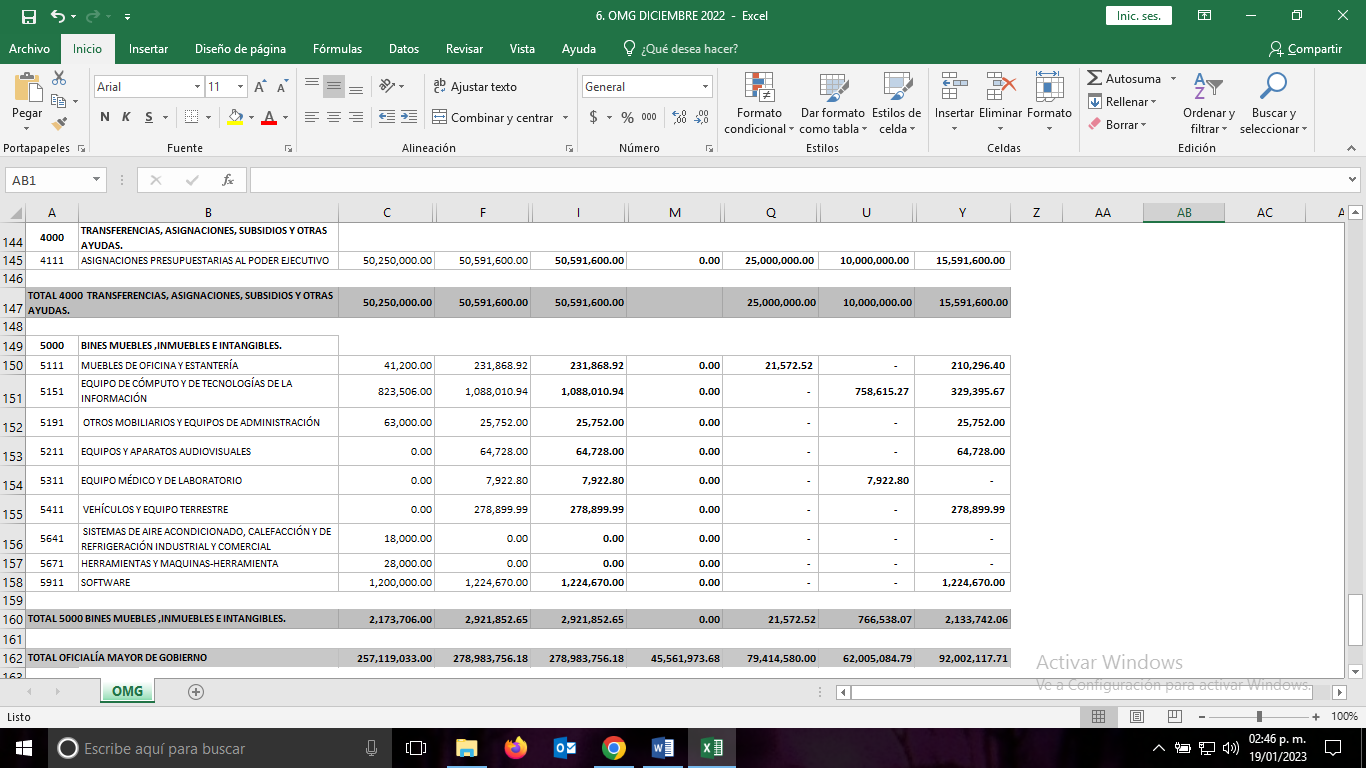 6. OMG DICIEMBRE 2022 - Excel
Inic. ses.
Archivo Inicio Insertar Diseño de página Fórmulas Datos Revisar Vista Ayuda ¿Qué desea hacer? Compartir
Pegar
Portapapeles
Arial 11
N K S
Fuente
Ajustar texto
Combinar y centrar
Alineación
General
$ % 000
Número
Formato condicional
Dar formato como tabla
Estilos de celda
Estilos
Insertar Eliminar Formato
Celdas
Autosuma
Rellenar
Borrar
Ordenar y filtrar
Buscar y seleccionar
Edición
AB1 fx
A B C F I M Q U Y Z AA AB AC
144 4000 TRANSFERENCIAS, ASIGNACIONES, SUBSIDIOS Y OTRAS
AYUDAS.
145 4111 ASIGNACIONES PRESUPUESTARIAS AL PODER EJECUTIVO 50,250,000.00 50,591,600.00 50,591,600.00 0.00 25,000,000.00 10,000,000.00 15,591,600.00
146
147 TOTAL 4000 TRANSFERENCIAS, ASIGNACIONES, SUBSIDIOS Y OTRAS
AYUDAS. 50,250,000.00 50,591,600.00 50,591,600.00 25,000,000.00 10,000,000.00 15,591,600.00
148
149 5000 BINES MUEBLES ,INMUEBLES E INTANGIBLES.
150 5111 MUEBLES DE OFICINA Y ESTANTERÍA 41,200.00 231,868.92 231,868.92 0.00 21,572.52 - 210,296.40
151 5151 EQUIPO DE CÓMPUTO Y DE TECNOLOGÍAS DE LA
INFORMACIÓN 823,506.00 1,088,010.94 1,088,010.94 0.00 - 758,615.27 329,395.67
152 5191 OTROS MOBILIARIOS Y EQUIPOS DE ADMINISTRACIÓN 63,000.00 25,752.00 25,752.00 0.00 - - 25,752.00
153 5211 EQUIPOS Y APARATOS AUDIOVISUALES 0.00 64,728.00 64,728.00 0.00 - - 64,728.00
154 5311 EQUIPO MÉDICO Y DE LABORATORIO 0.00 7,922.80 7,922.80 0.00 - 7,922.80 -
155 5411 VEHÍCULOS Y EQUIPO TERRESTRE 0.00 278,899.99 278,899.99 0.00 - - 278,899.99
156 5641 SISTEMAS DE AIRE ACONDICIONADO, CALEFACCIÓN Y DE
REFRIGERACIÓN INDUSTRIAL Y COMERCIAL 18,000.00 0.00 0.00 0.00 - - -
157 5671 HERRAMIENTAS Y MAQUINAS-HERRAMIENTA 28,000.00 0.00 0.00 0.00 - - -
158 5911 SOFTWARE 1,200,000.00 1,224,670.00 1,224,670.00 0.00 - - 1,224,670.00
159
160 TOTAL 5000 BINES MUEBLES ,INMUEBLES E INTANGIBLES. 2,173,706.00 2,921,852.65 2,921,852.65 0.00 21,572.52 766,538.07 2,133,742.06
161
162 TOTAL OFICIALÍA MAYOR DE GOBIERNO 257,119,033.00 278,983,756.18 278,983,756.18 45,561,973.68 79,414,580.00 62,005,084.79 92,002,117.71
163
Activar Windows
Ve a Configuración para activar Windows.
OMG
Listo
100%
Escribe aquí para buscar
02:46 p. m.
19/01/2023